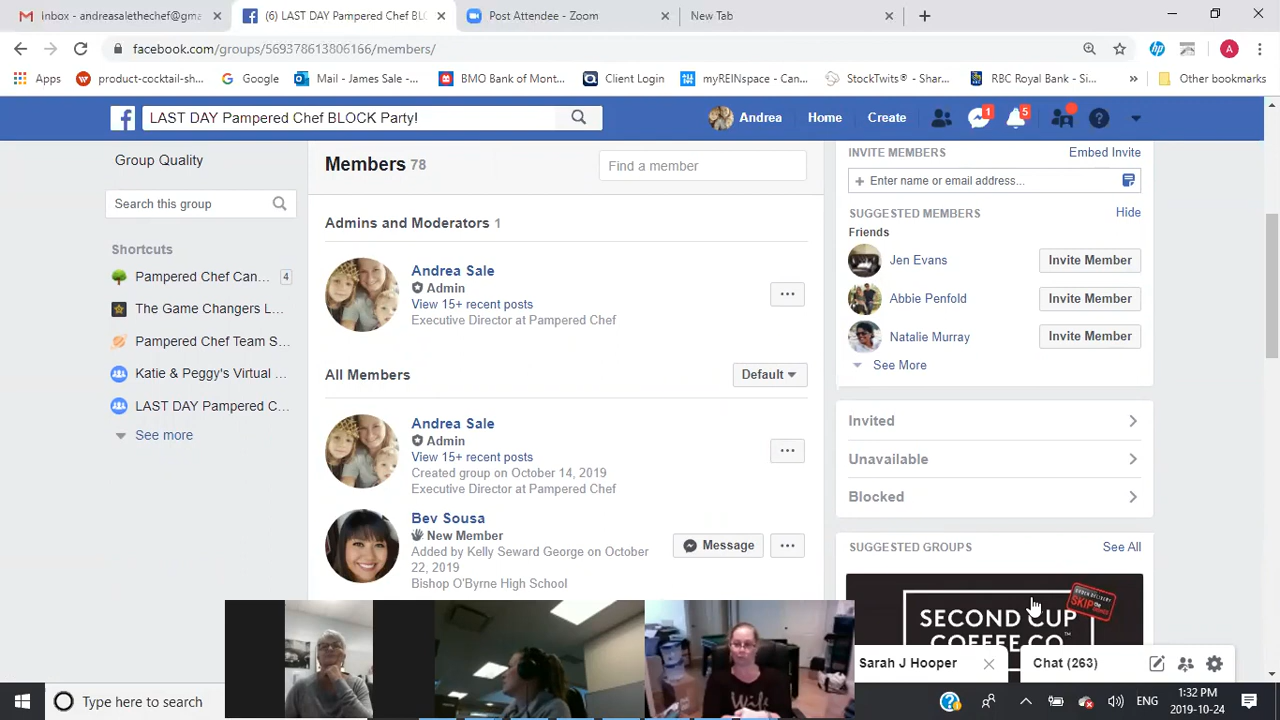 inbox - andreasalethechef@gma
(6) LAST DAY Pampered Chef BLO
Post Attendee - Zoom
New Tab
facebook.com/groups/569378613806166/members/
A
Apps
product-cocktail-sh...
Google
Mail - James Sale -...
BMO Bank of Mont...
Client Login
myREINspace - Can...
StockTwits® - Shar...
RBC Royal Bank - Si...
Other bookmarks
LAST DAY Pampered Chef BLOCK Party!
Andrea
Home
Create
1
5
Group Quality
Search this group
Shortcuts
Pampered Chef Can...
4
The Game Changers L...
Pampered Chef Team S...
Katie & Peggy's Virtual ...
LAST DAY Pampered C...
See more
Members 78
Find a member
Admins and Moderators 1
Andrea Sale
Admin
View 15+ recent posts
Executive Director at Pampered Chef
All Members
Default
Andrea Sale
Admin
View 15+ recent posts
Created group on October 14, 2019
Executive Director at Pampered Chef
Bev Sousa
New Member
Added by Kelly Seward George on October
22, 2019
Bishop O'Byrne High School
Message
INVITE MEMBERS
Embed Invite
Enter name or email address...
SUGGESTED MEMBERS
Hide
Friends
Jen Evans
Invite Member
Abbie Penfold
Invite Member
Natalie Murray
Invite Member
See More
Invited
Unavailable
Blocked
SUGGESTED GROUPS
See All
SECOND CUP
COFFEE CO.™
ORDER DELIVERY
SKIP
Sarah J Hooper
Chat (263)
Type here to search
ENG
1:32 PM
2019-10-24